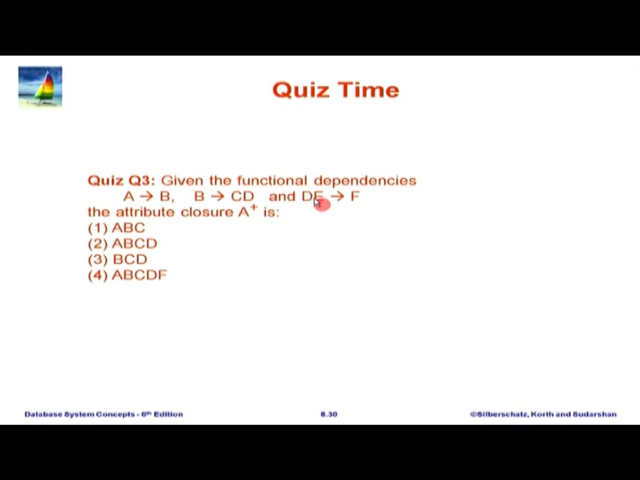 Quiz Time
Quiz Q3: Given the functional dependencies
A → B, B → CD and DE → F
the attribute closure A+ is:
(1) ABC
(2) ABCD
(3) BCD
(4) ABCDF
Database System Concepts - 6th Edition
8.30
©Silberschatz, Korth and Sudarshan